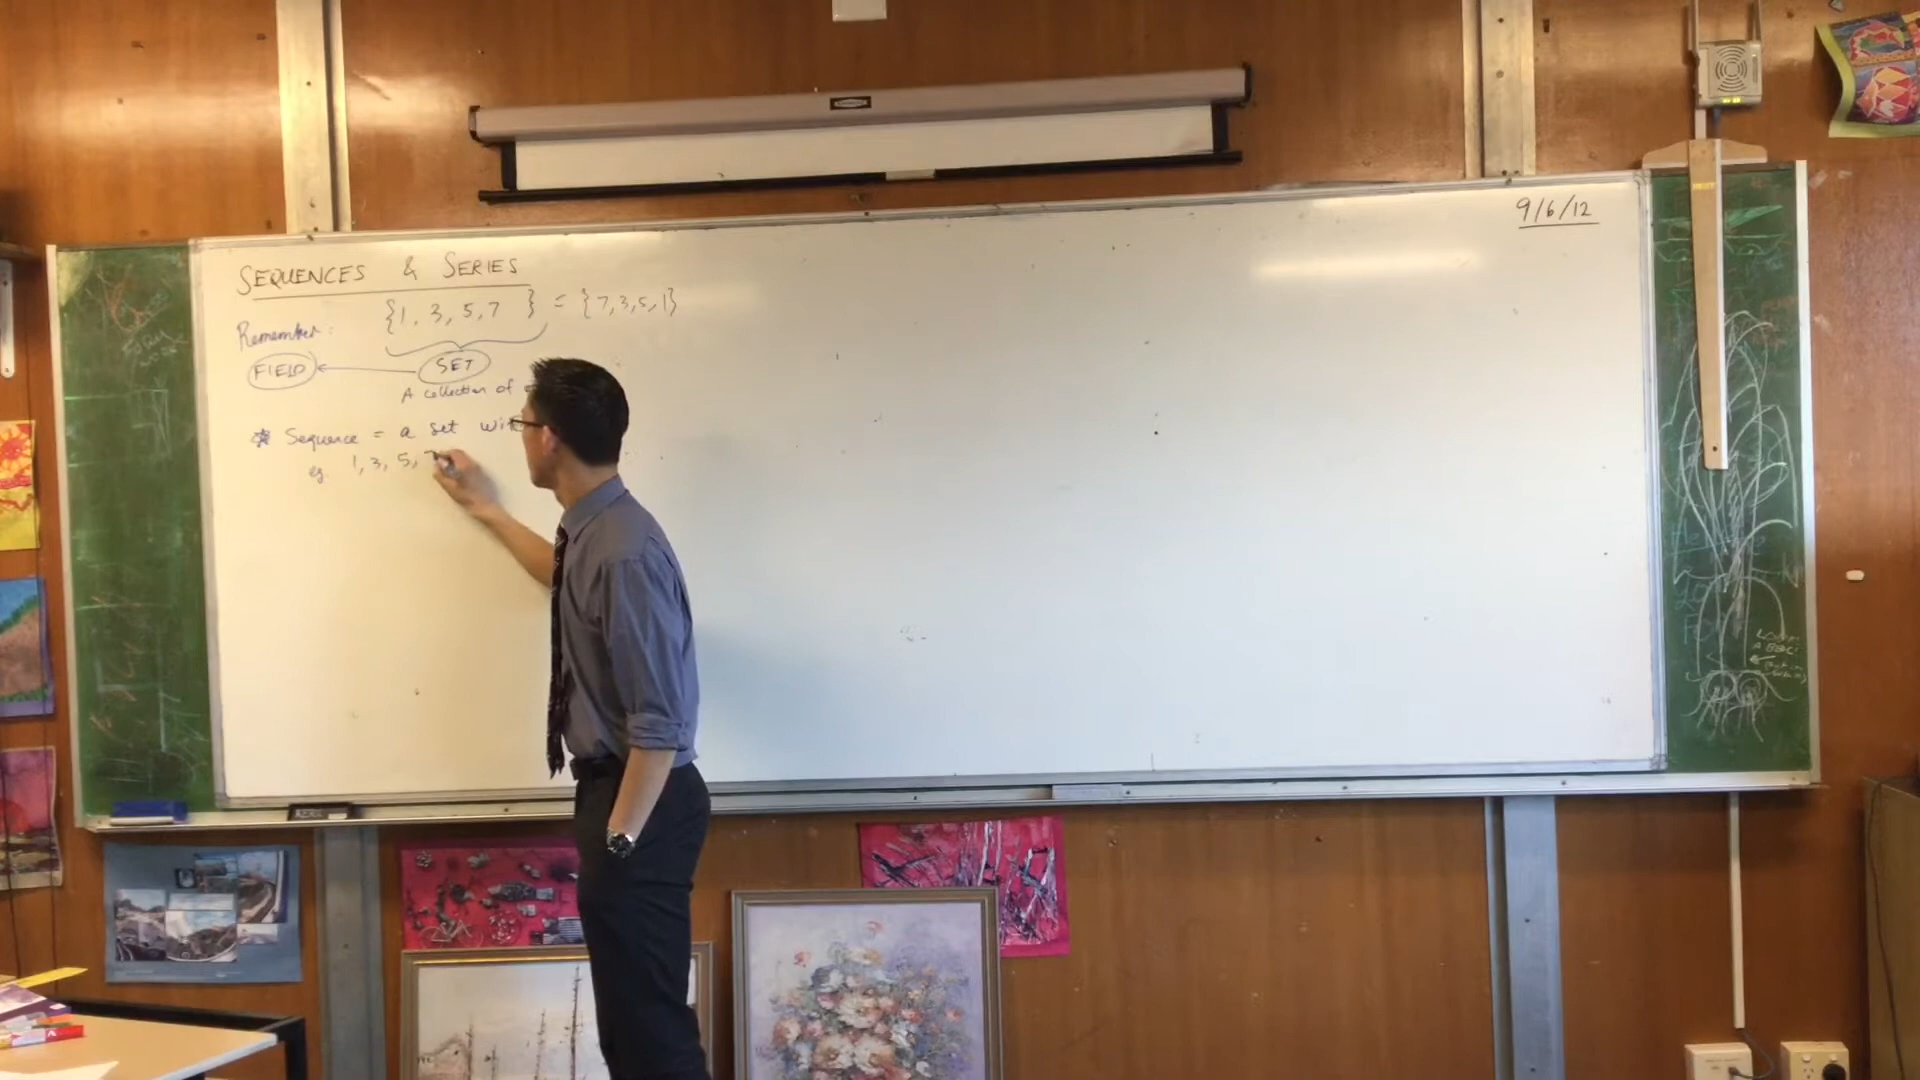 9/6/12
SEQUENCES & SERIES
{1, 3, 5, 7 } = {7,3,5,1}
Remember:
FIELD SET
A collection of
* Sequence = a set
eg. 1, 3, 5, 7